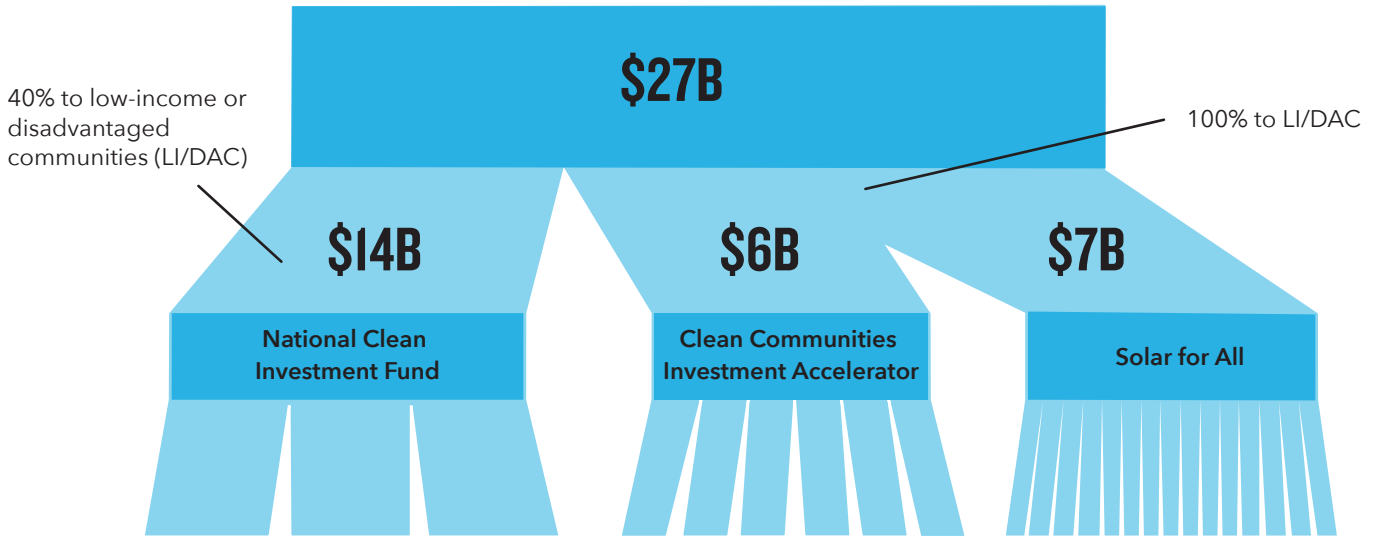 $27B
40% to low-income or
disadvantaged
communities (LI/DAC)
100% to LI/DAC
$14B
$6B
$7B
National Clean
Investment Fund
Clean Communities
Investment Accelerator
Solar for All